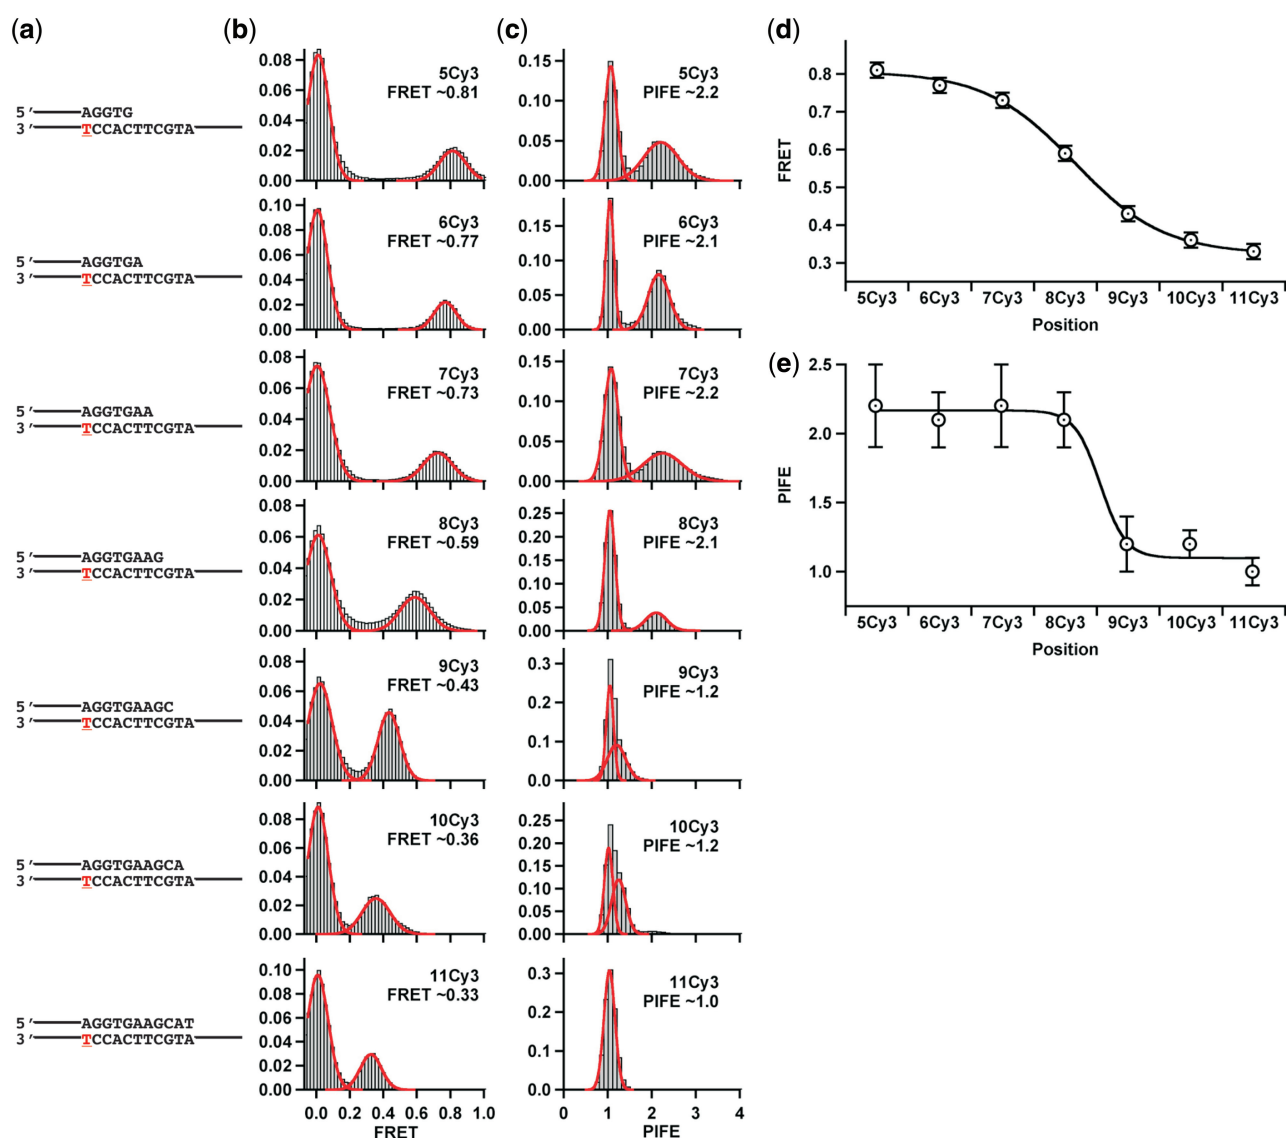 (a)
5′ AGGTG
3′ TCCACTTCGTA
5′ AGGTGA
3′ TCCACTTCGTA
5′ AGGTGAA
3′ TCCACTTCGTA
5′ AGGTGAAG
3′ TCCACTTCGTA
5′ AGGTGAAGC
3′ TCCACTTCGTA
5′ AGGTGAAGCA
3′ TCCACTTCGTA
5′ AGGTGAAGCAT
3′ TCCACTTCGTA
(b)
0.08
0.06
0.04
0.02
0.00
5Cy3
FRET ~0.81
0.10
0.08
0.06
0.04
0.02
0.00
6Cy3
FRET ~0.77
0.08
0.06
0.04
0.02
0.00
7Cy3
FRET ~0.73
0.08
0.06
0.04
0.02
0.00
8Cy3
FRET ~0.59
0.08
0.06
0.04
0.02
0.00
9Cy3
FRET ~0.43
0.08
0.06
0.04
0.02
0.00
10Cy3
FRET ~0.36
0.10
0.08
0.06
0.04
0.02
0.00
11Cy3
FRET ~0.33
0.0 0.2 0.4 0.6 0.8 1.0
FRET
(c)
0.15
0.10
0.05
0.00
5Cy3
PIFE ~2.2
0.15
0.10
0.05
0.00
6Cy3
PIFE ~2.1
0.15
0.10
0.05
0.00
7Cy3
PIFE ~2.2
0.25
0.20
0.15
0.10
0.05
0.00
8Cy3
PIFE ~2.1
0.3
0.2
0.1
0.0
9Cy3
PIFE ~1.2
0.25
0.20
0.15
0.10
0.05
0.00
10Cy3
PIFE ~1.2
0.3
0.2
0.1
0.0
11Cy3
PIFE ~1.0
0 1 2 3 4
PIFE
(d)
0.8
0.7
0.6
0.5
0.4
0.3
FRET
5Cy3 6Cy3 7Cy3 8Cy3 9Cy3 10Cy3 11Cy3
Position
(e)
2.5
2.0
1.5
1.0
PIFE
5Cy3 6Cy3 7Cy3 8Cy3 9Cy3 10Cy3 11Cy3
Position